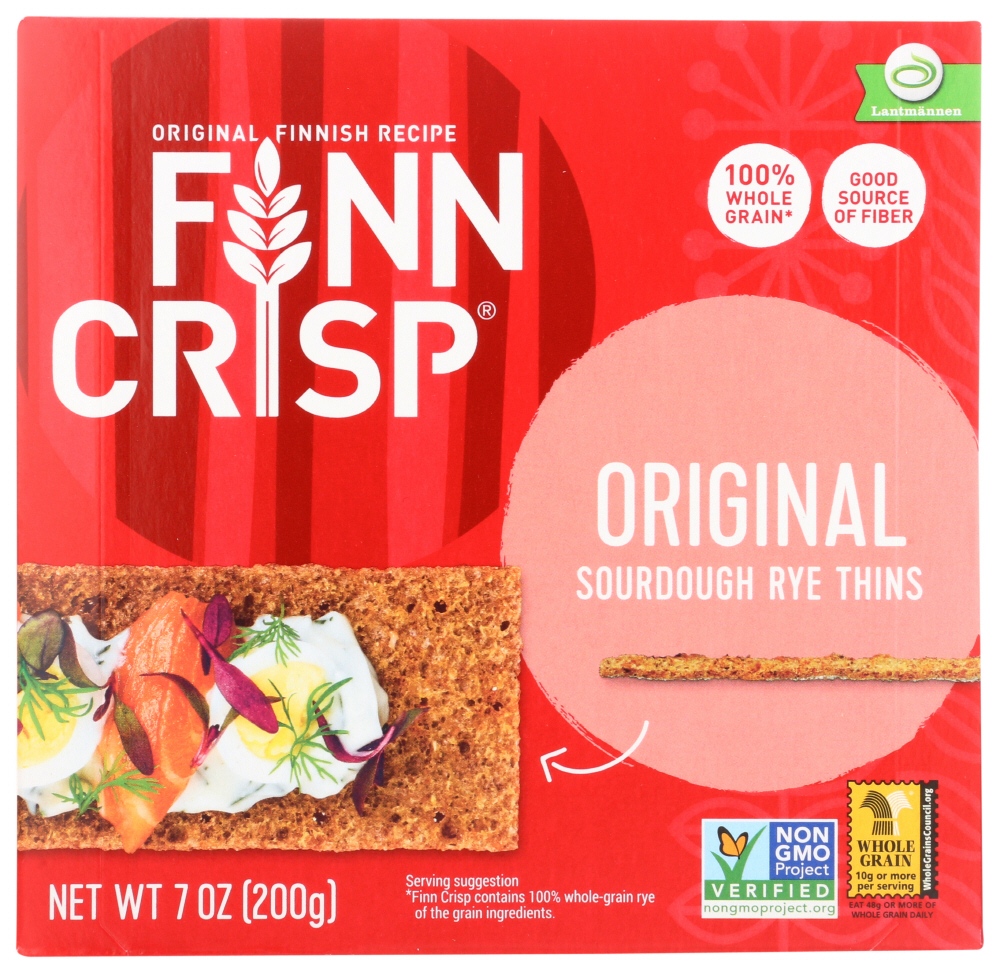 Lantmännen
ORIGINAL FINNISH RECIPE
FINN
CRISP®
100%
WHOLE
GRAIN*
GOOD
SOURCE
OF FIBER
ORIGINAL
SOURDOUGH RYE THINS
NET WT 7 OZ (200g)
Serving suggestion
*Finn Crisp contains 100% whole-grain rye
of the grain ingredients.
NON
GMO
Project
VERIFIED
nongmoproject.org
WHOLE
GRAIN
10g or more
per serving
WholeGrainsCouncil.org
EAT 48g OR MORE OF
WHOLE GRAIN DAILY